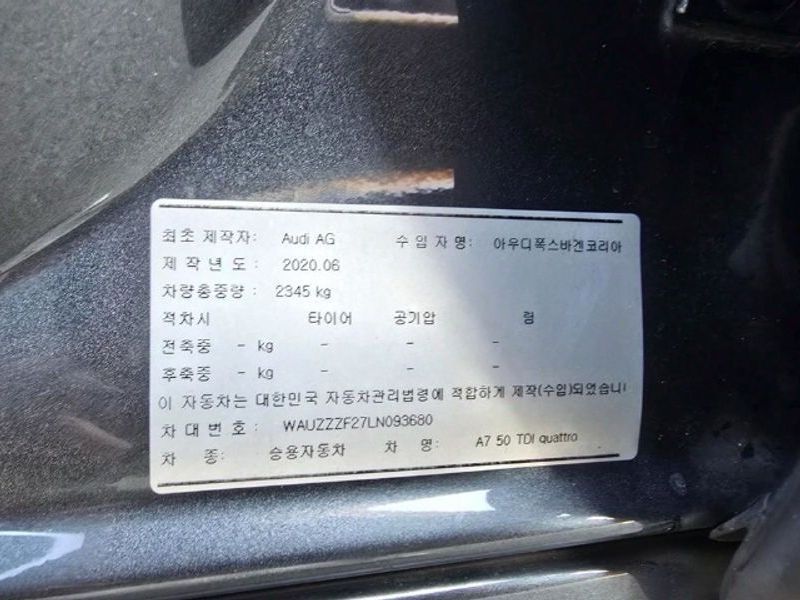 최초 제작자: Audi AG 수 입 자 명: 아우디폭스바겐코리아
제 작 년 도 : 2020.06
차량총중량 : 2345 kg
적차시 타이어 공기압 림
전축중 - kg - - -
후축중 - kg - - -
이 자동차는 대한민국 자동차관리법령에 적합하게 제작(수입)되었습니
차 대 번 호 : WAUZZZF27LN093680
차 종: 승용자동차 차 명: A7 50 TDI quattro